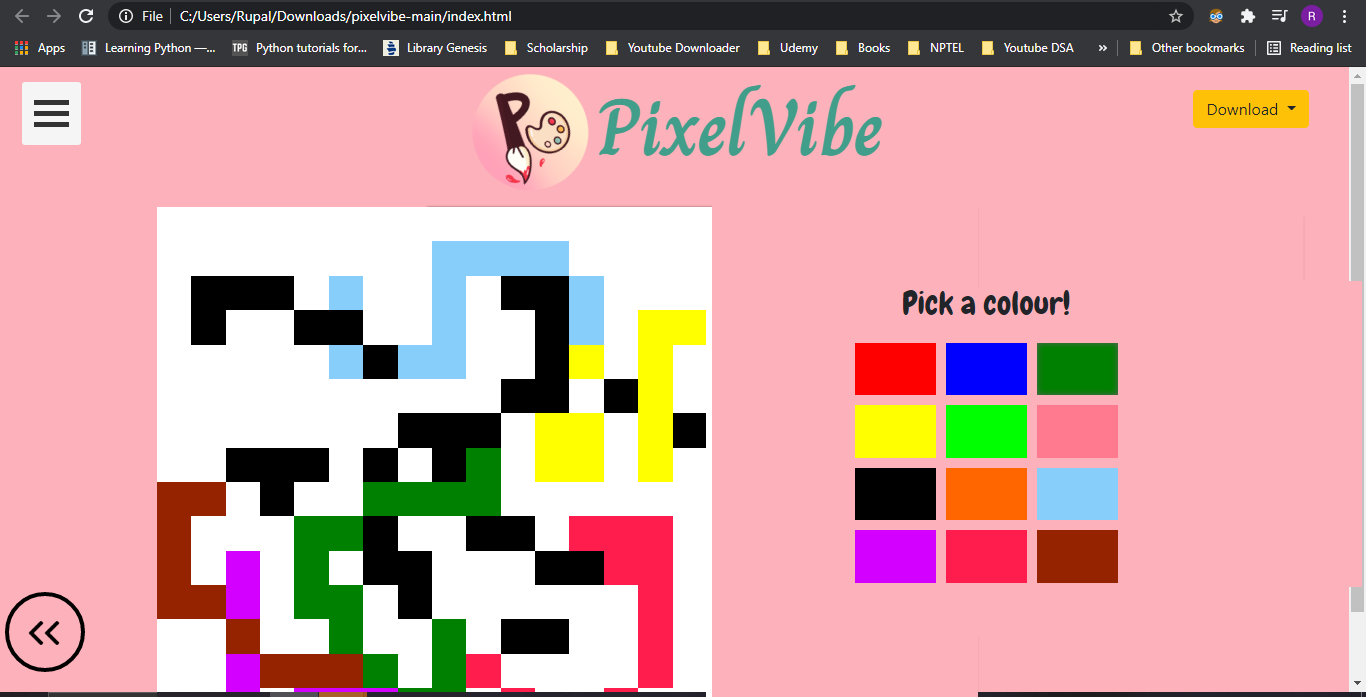 File C:/Users/Rupal/Downloads/pixelvibe-main/index.html R
Apps Learning Python —... TPG Python tutorials for... Library Genesis Scholarship Youtube Downloader Udemy Books NPTEL Youtube DSA » Other bookmarks Reading list
P PixelVibe Download
Pick a colour!